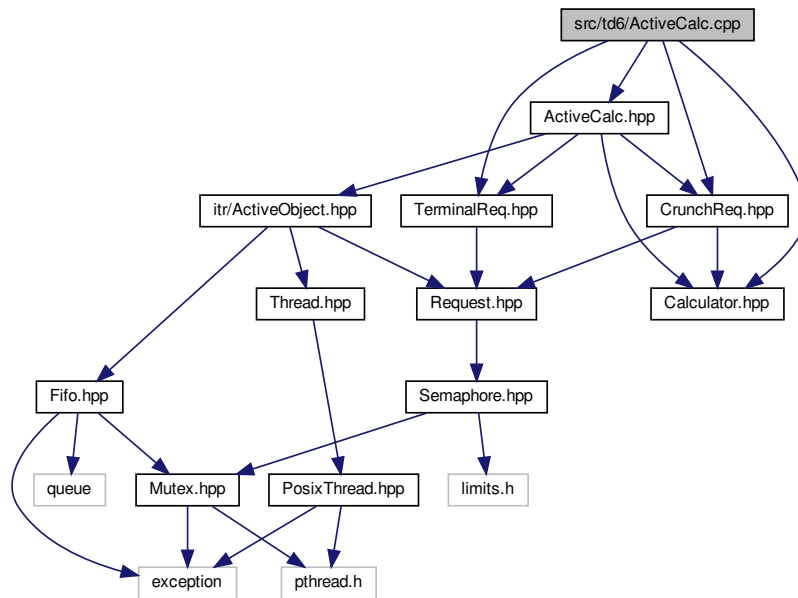 src/td6/ActiveCalc.cpp
ActiveCalc.hpp
itr/ActiveObject.hpp
TerminalReq.hpp
CrunchReq.hpp
Thread.hpp
Request.hpp
Calculator.hpp
Fifo.hpp
Semaphore.hpp
queue
Mutex.hpp
PosixThread.hpp
limits.h
exception
pthread.h